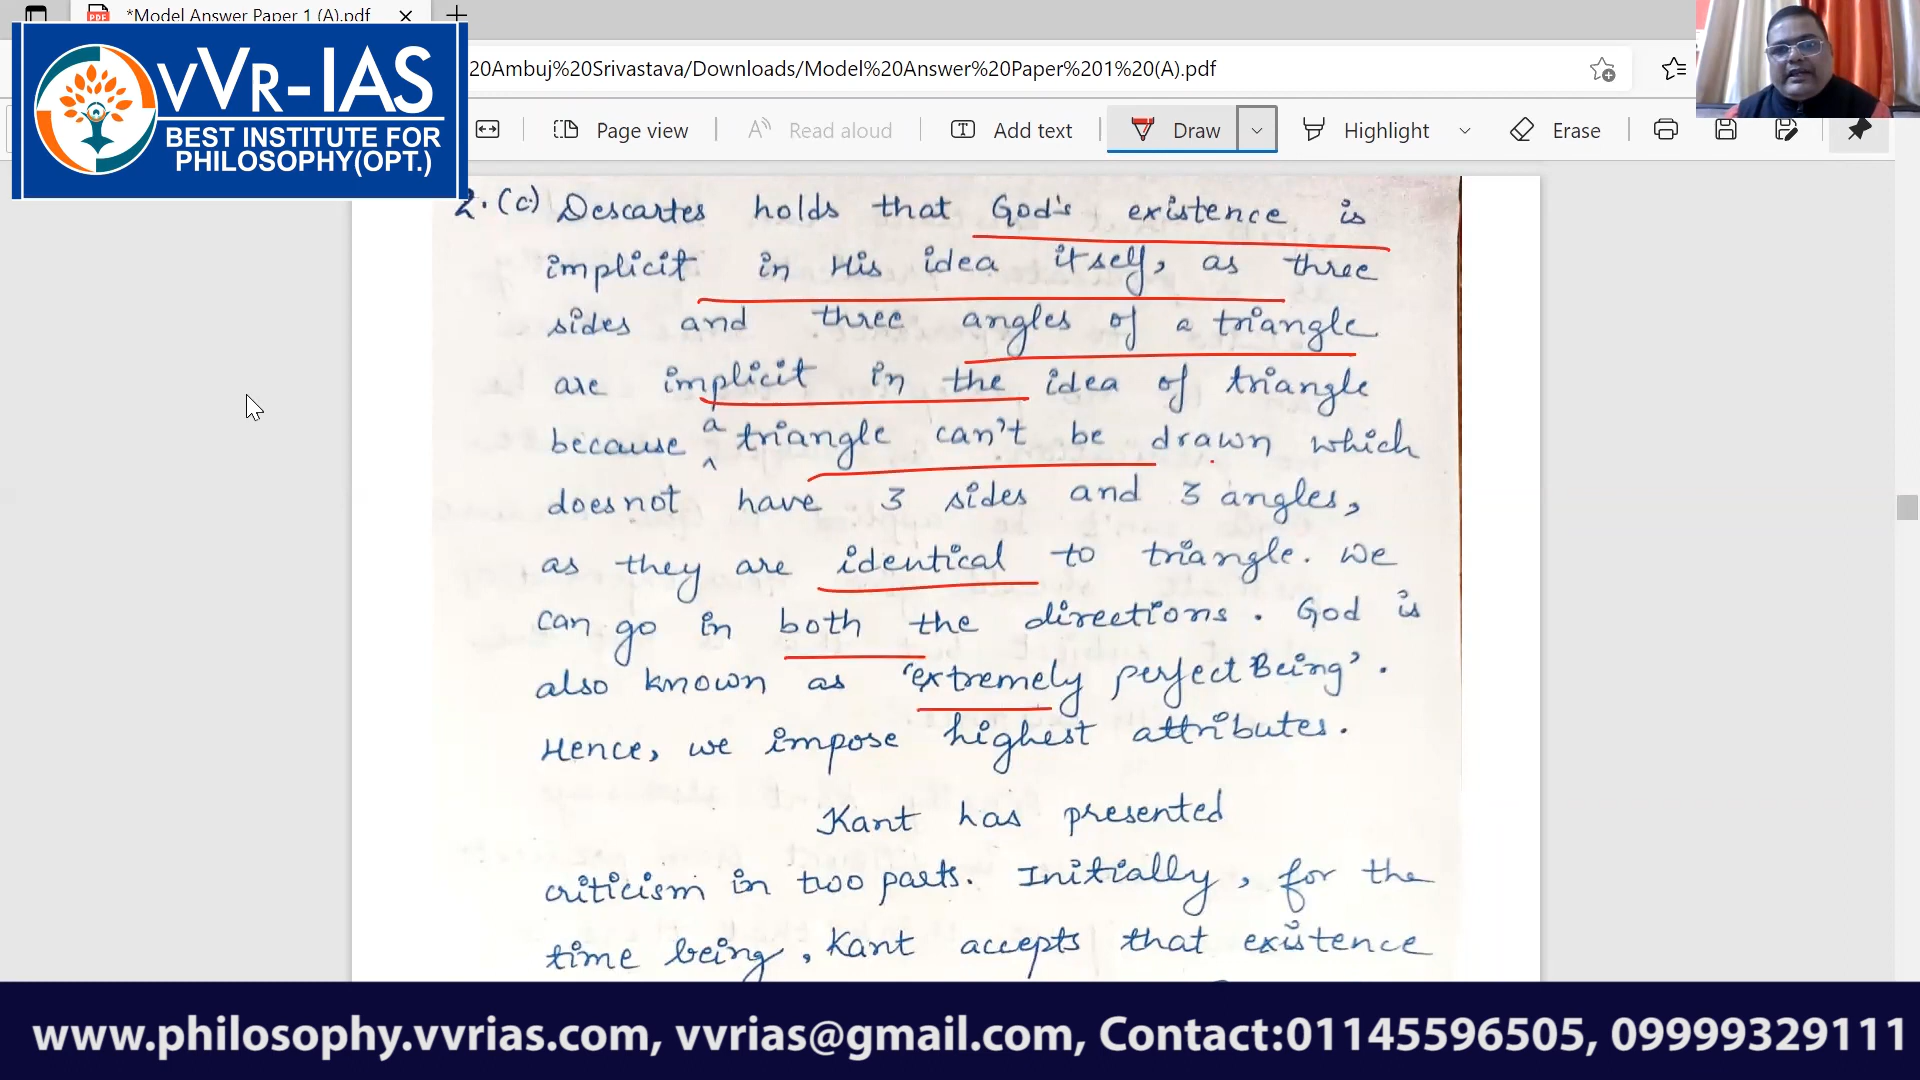 *Model Answer Paper 1 (A).pdf
vVR-IAS
BEST INSTITUTE FOR
PHILOSOPHY(OPT.)
20Ambuj%20Srivastava/Downloads/Model%20Answer%20Paper%201%20(A).pdf
Page view
Read aloud
Add text
Draw
Highlight
Erase
2. (c) Descartes holds that God's existence is
implicit in His idea itself, as three
sides and three angles of a triangle
are implicit in the idea of triangle
because a triangle can't be drawn which
does not have 3 sides and 3 angles,
as they are identical to triangle. We
can go in both the directions. God is
also known as 'extremely perfect Being'.
Hence, we impose highest attributes.
Kant has presented
criticism in two parts. Initially, for the
time being, Kant accepts that existence
www.philosophy.vvrias.com, vvrias@gmail.com, Contact:01145596505, 09999329111